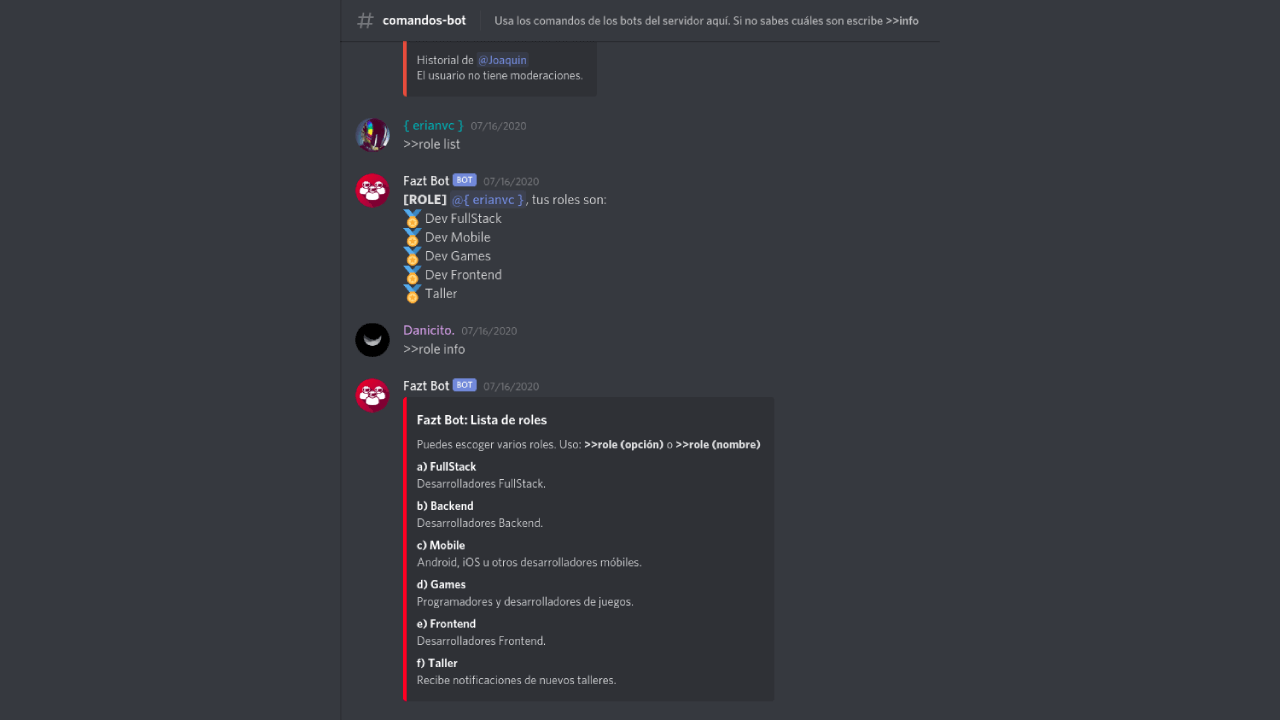 comandos-bot Usa los comandos de los bots del servidor aquí. Si no sabes cuáles son escribe >>info
Historial de @Joaquin
El usuario no tiene moderaciones.
{ erianvc } 07/16/2020
>>role list
Fazt Bot BOT 07/16/2020
[ROLE] @{ erianvc }, tus roles son:
Dev FullStack
Dev Mobile
Dev Games
Dev Frontend
Taller
Danicito. 07/16/2020
>>role info
Fazt Bot BOT 07/16/2020
Fazt Bot: Lista de roles
Puedes escoger varios roles. Uso: >>role (opción) o >>role (nombre)
a) FullStack
Desarrolladores FullStack.
b) Backend
Desarrolladores Backend.
c) Mobile
Android, iOS u otros desarrolladores móbiles.
d) Games
Programadores y desarrolladores de juegos.
e) Frontend
Desarrolladores Frontend.
f) Taller
Recibe notificaciones de nuevos talleres.